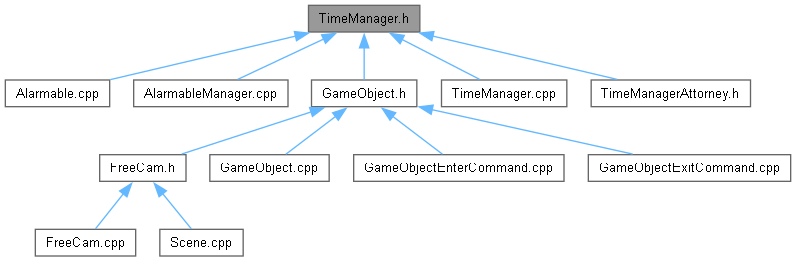 TimeManager.h
Alarmable.cpp
AlarmableManager.cpp
GameObject.h
TimeManager.cpp
TimeManagerAttorney.h
FreeCam.h
GameObject.cpp
GameObjectEnterCommand.cpp
GameObjectExitCommand.cpp
FreeCam.cpp
Scene.cpp